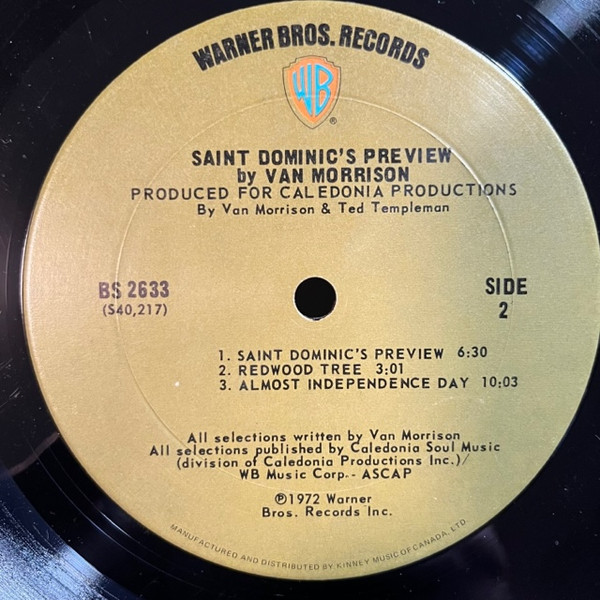 WARNER BROS. RECORDS
WB
®
SAINT DOMINIC'S PREVIEW
by VAN MORRISON
PRODUCED FOR CALEDONIA PRODUCTIONS
By Van Morrison & Ted Templeman
BS 2633
(S40,217)
SIDE
2
1. SAINT DOMINIC'S PREVIEW 6:30
2. REDWOOD TREE 3:01
3. ALMOST INDEPENDENCE DAY 10:03
All selections written by Van Morrison
All selections published by Caledonia Soul Music
(division of Caledonia Productions Inc.)/
WB Music Corp.- ASCAP
℗1972 Warner
Bros. Records Inc.
MANUFACTURED AND DISTRIBUTED BY KINNEY MUSIC OF CANADA, LTD.